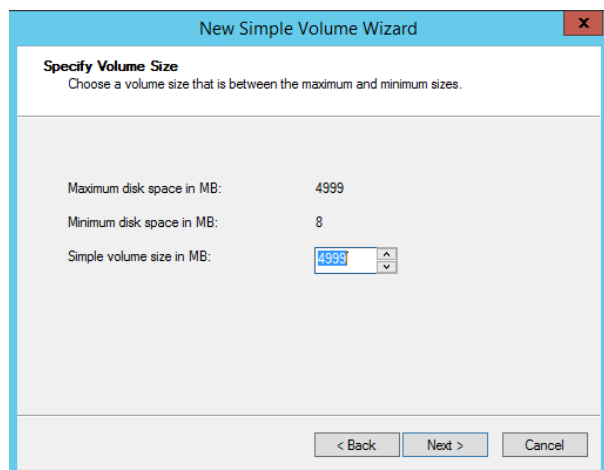 New Simple Volume Wizard
x
Specify Volume Size
Choose a volume size that is between the maximum and minimum sizes.
Maximum disk space in MB: 4999
Minimum disk space in MB: 8
Simple volume size in MB: 4999
< Back Next > Cancel